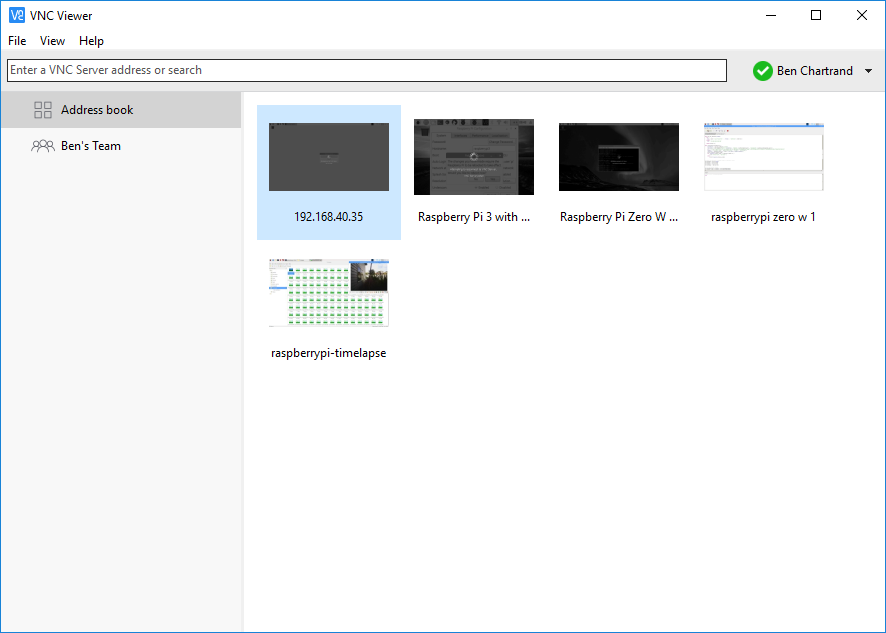 VNC Viewer
File View Help
Enter a VNC Server address or search
Ben Chartrand
Address book
Ben's Team
192.168.40.35
Raspberry Pi 3 with ...
Raspberry Pi Zero W ...
raspberrypi zero w 1
raspberrypi-timelapse